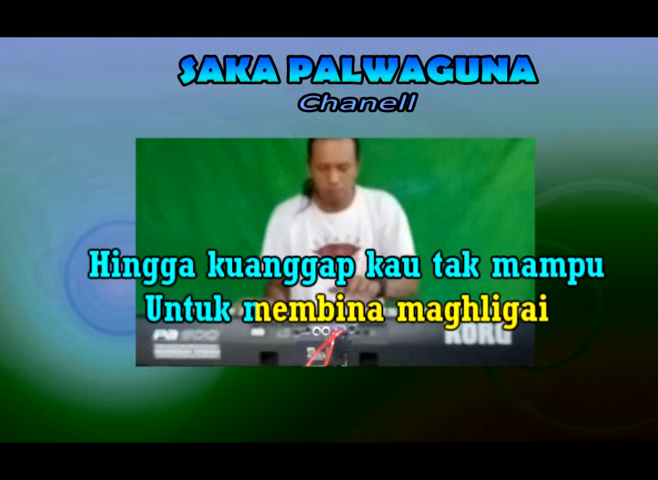 SAKA PALWAGUNA
Chanell
Hingga kuanggap kau tak mampu
Untuk membina maghligai
KORG